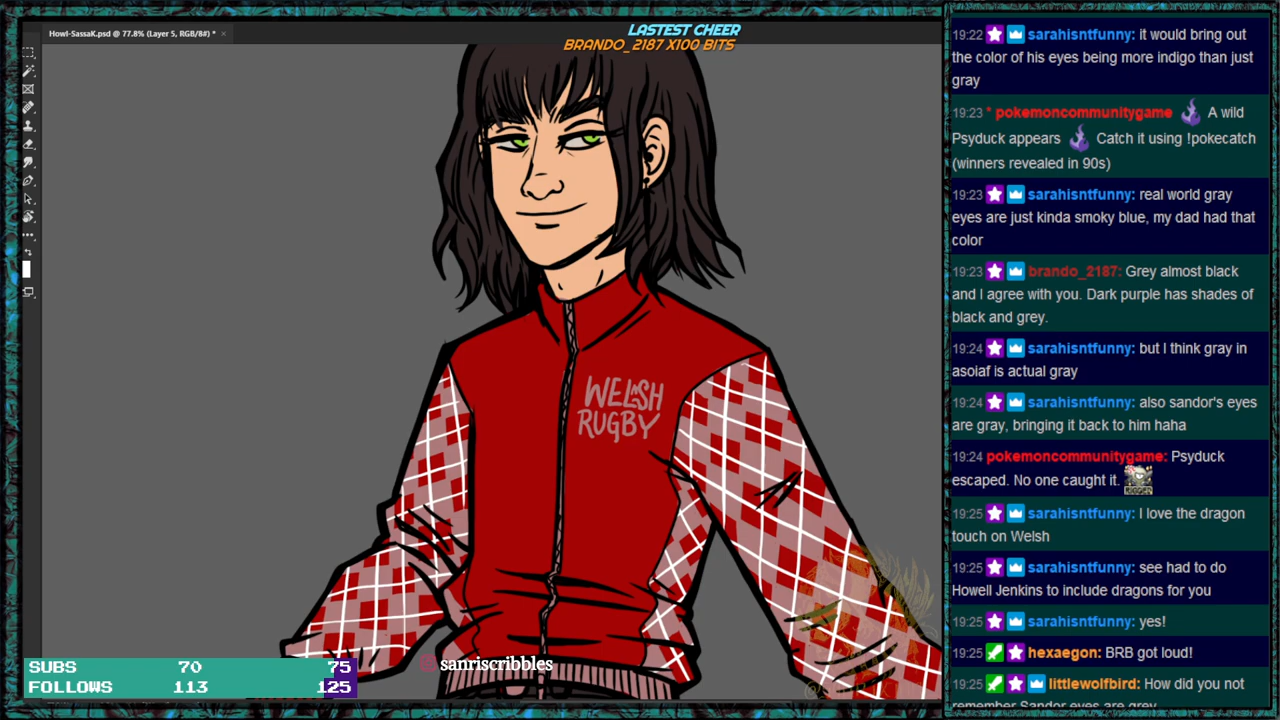 Howl-SassaK.psd @ 77.8% (Layer 5, RGB/8#) *
LASTEST CHEER
BRANDO_2187 X100 BITS
WELSH
RUGBY
SUBS 70 75
FOLLOWS 113 125
sanriscribbles
19:22 sarahisntfunny: it would bring out
the color of his eyes being more indigo than just
gray
19:23 * pokemoncommunitygame A wild
Psyduck appears Catch it using !pokecatch
(winners revealed in 90s)
19:23 sarahisntfunny: real world gray
eyes are just kinda smoky blue, my dad had that
color
19:23 brando_2187: Grey almost black
and I agree with you. Dark purple has shades of
black and grey.
19:24 sarahisntfunny: but I think gray in
asoiaf is actual gray
19:24 sarahisntfunny: also sandor's eyes
are gray, bringing it back to him haha
19:24 pokemoncommunitygame: Psyduck
escaped. No one caught it.
19:25 sarahisntfunny: I love the dragon
touch on Welsh
19:25 sarahisntfunny: see had to do
Howell Jenkins to include dragons for you
19:25 sarahisntfunny: yes!
19:25 hexaegon: BRB got loud!
19:25 littlewolfbird: How did you not
remember Sandor eyes are grey